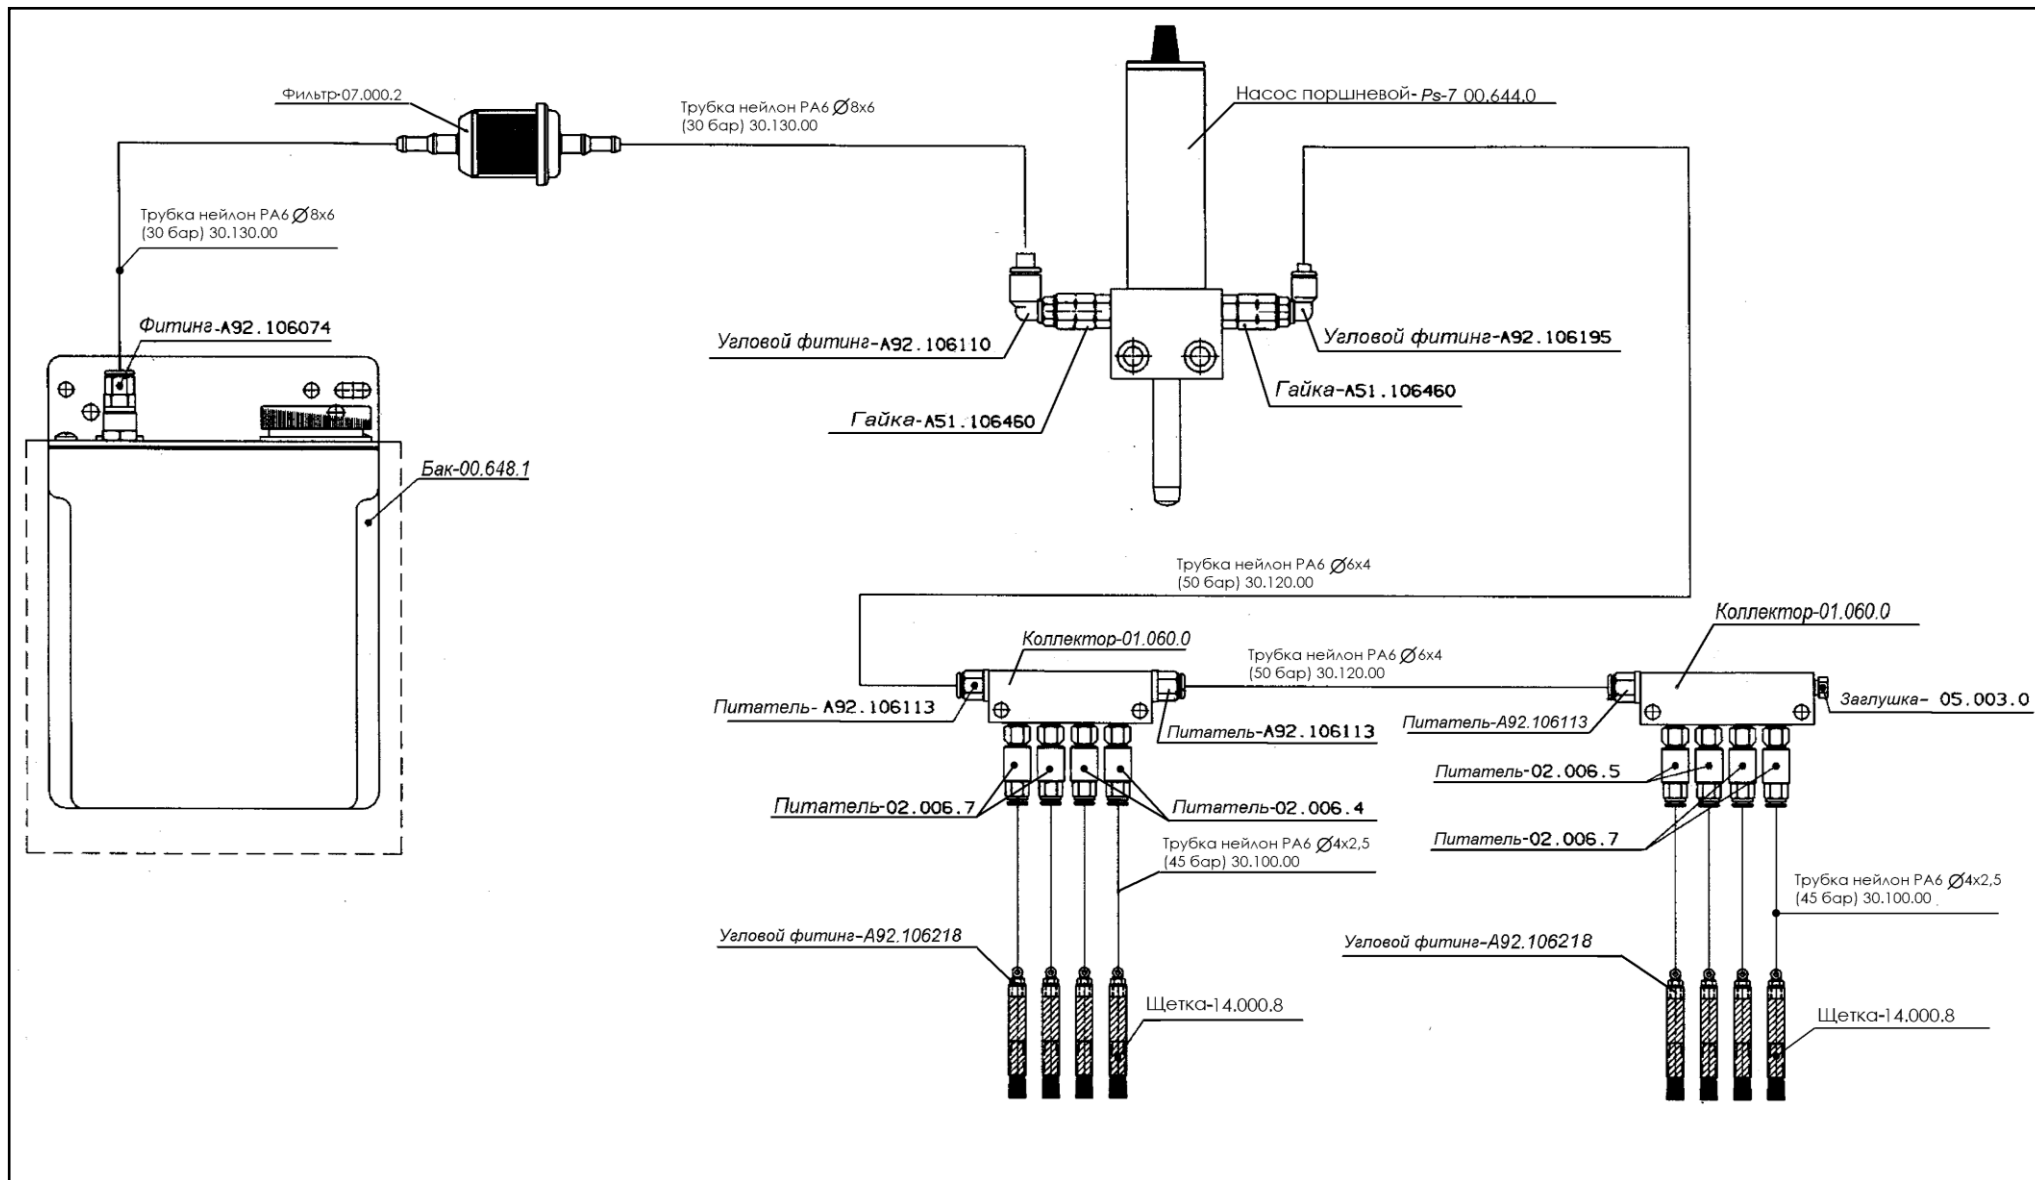 Фильтр-07.000.2
Трубка нейлон PA6 Ø8x6
(30 бар) 30.130.00
Насос поршневой- Ps-7 00.644.0
Трубка нейлон PA6 Ø8x6
(30 бар) 30.130.00
Фитинг-A92.106074
Угловой фитинг-A92.106110
Угловой фитинг-A92.106195
Гайка-A51.106460
Гайка-A51.106460
Бак-00.648.1
Трубка нейлон PA6 Ø6x4
(50 бар) 30.120.00
Коллектор-01.060.0
Коллектор-01.060.0
Трубка нейлон PA6 Ø6x4
(50 бар) 30.120.00
Питатель- A92.106113
Питатель-A92.106113
Питатель-A92.106113
Заглушка- 05.003.0
Питатель-02.006.7
Питатель-02.006.4
Питатель-02.006.5
Питатель-02.006.7
Трубка нейлон PA6 Ø4x2,5
(45 бар) 30.100.00
Трубка нейлон PA6 Ø4x2,5
(45 бар) 30.100.00
Угловой фитинг-A92.106218
Угловой фитинг-A92.106218
Щетка-14.000.8
Щетка-14.000.8